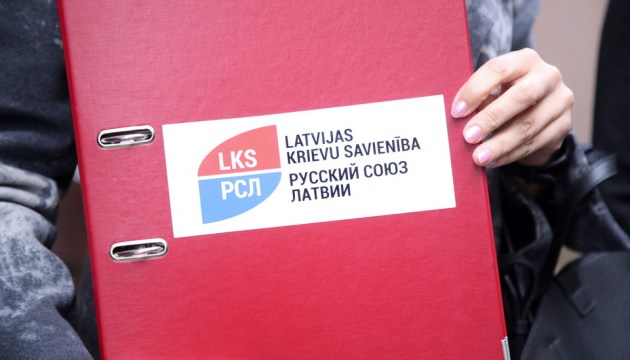 LKS
РСЛ
LATVIJAS
KRIEVU SAVIENĪBA
РУССКИЙ СОЮЗ
ЛАТВИИ